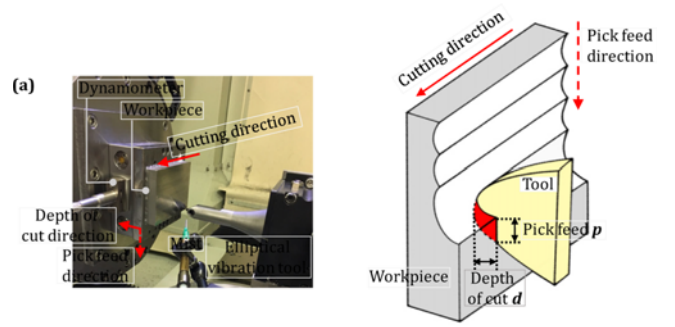 (a)
Dynamometer
Workpiece
Cutting direction
Depth of
cut direction
Pick feed
direction
Mist
Elliptical
vibration tool
Cutting direction
Pick feed
direction
Tool
Pick feed p
Workpiece
Depth
of cut d